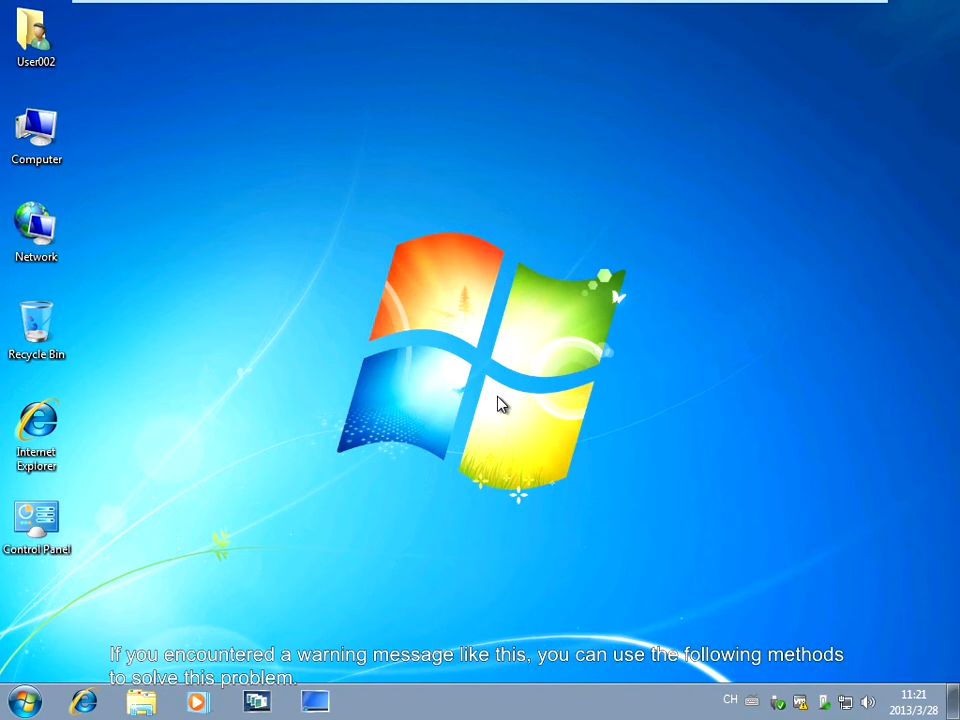 User002
Computer
Network
Recycle Bin
Internet
Explorer
Control Panel
If you encountered a warning message like this, you can use the following methods
to solve this problem.
CH
11:21
2013/3/28